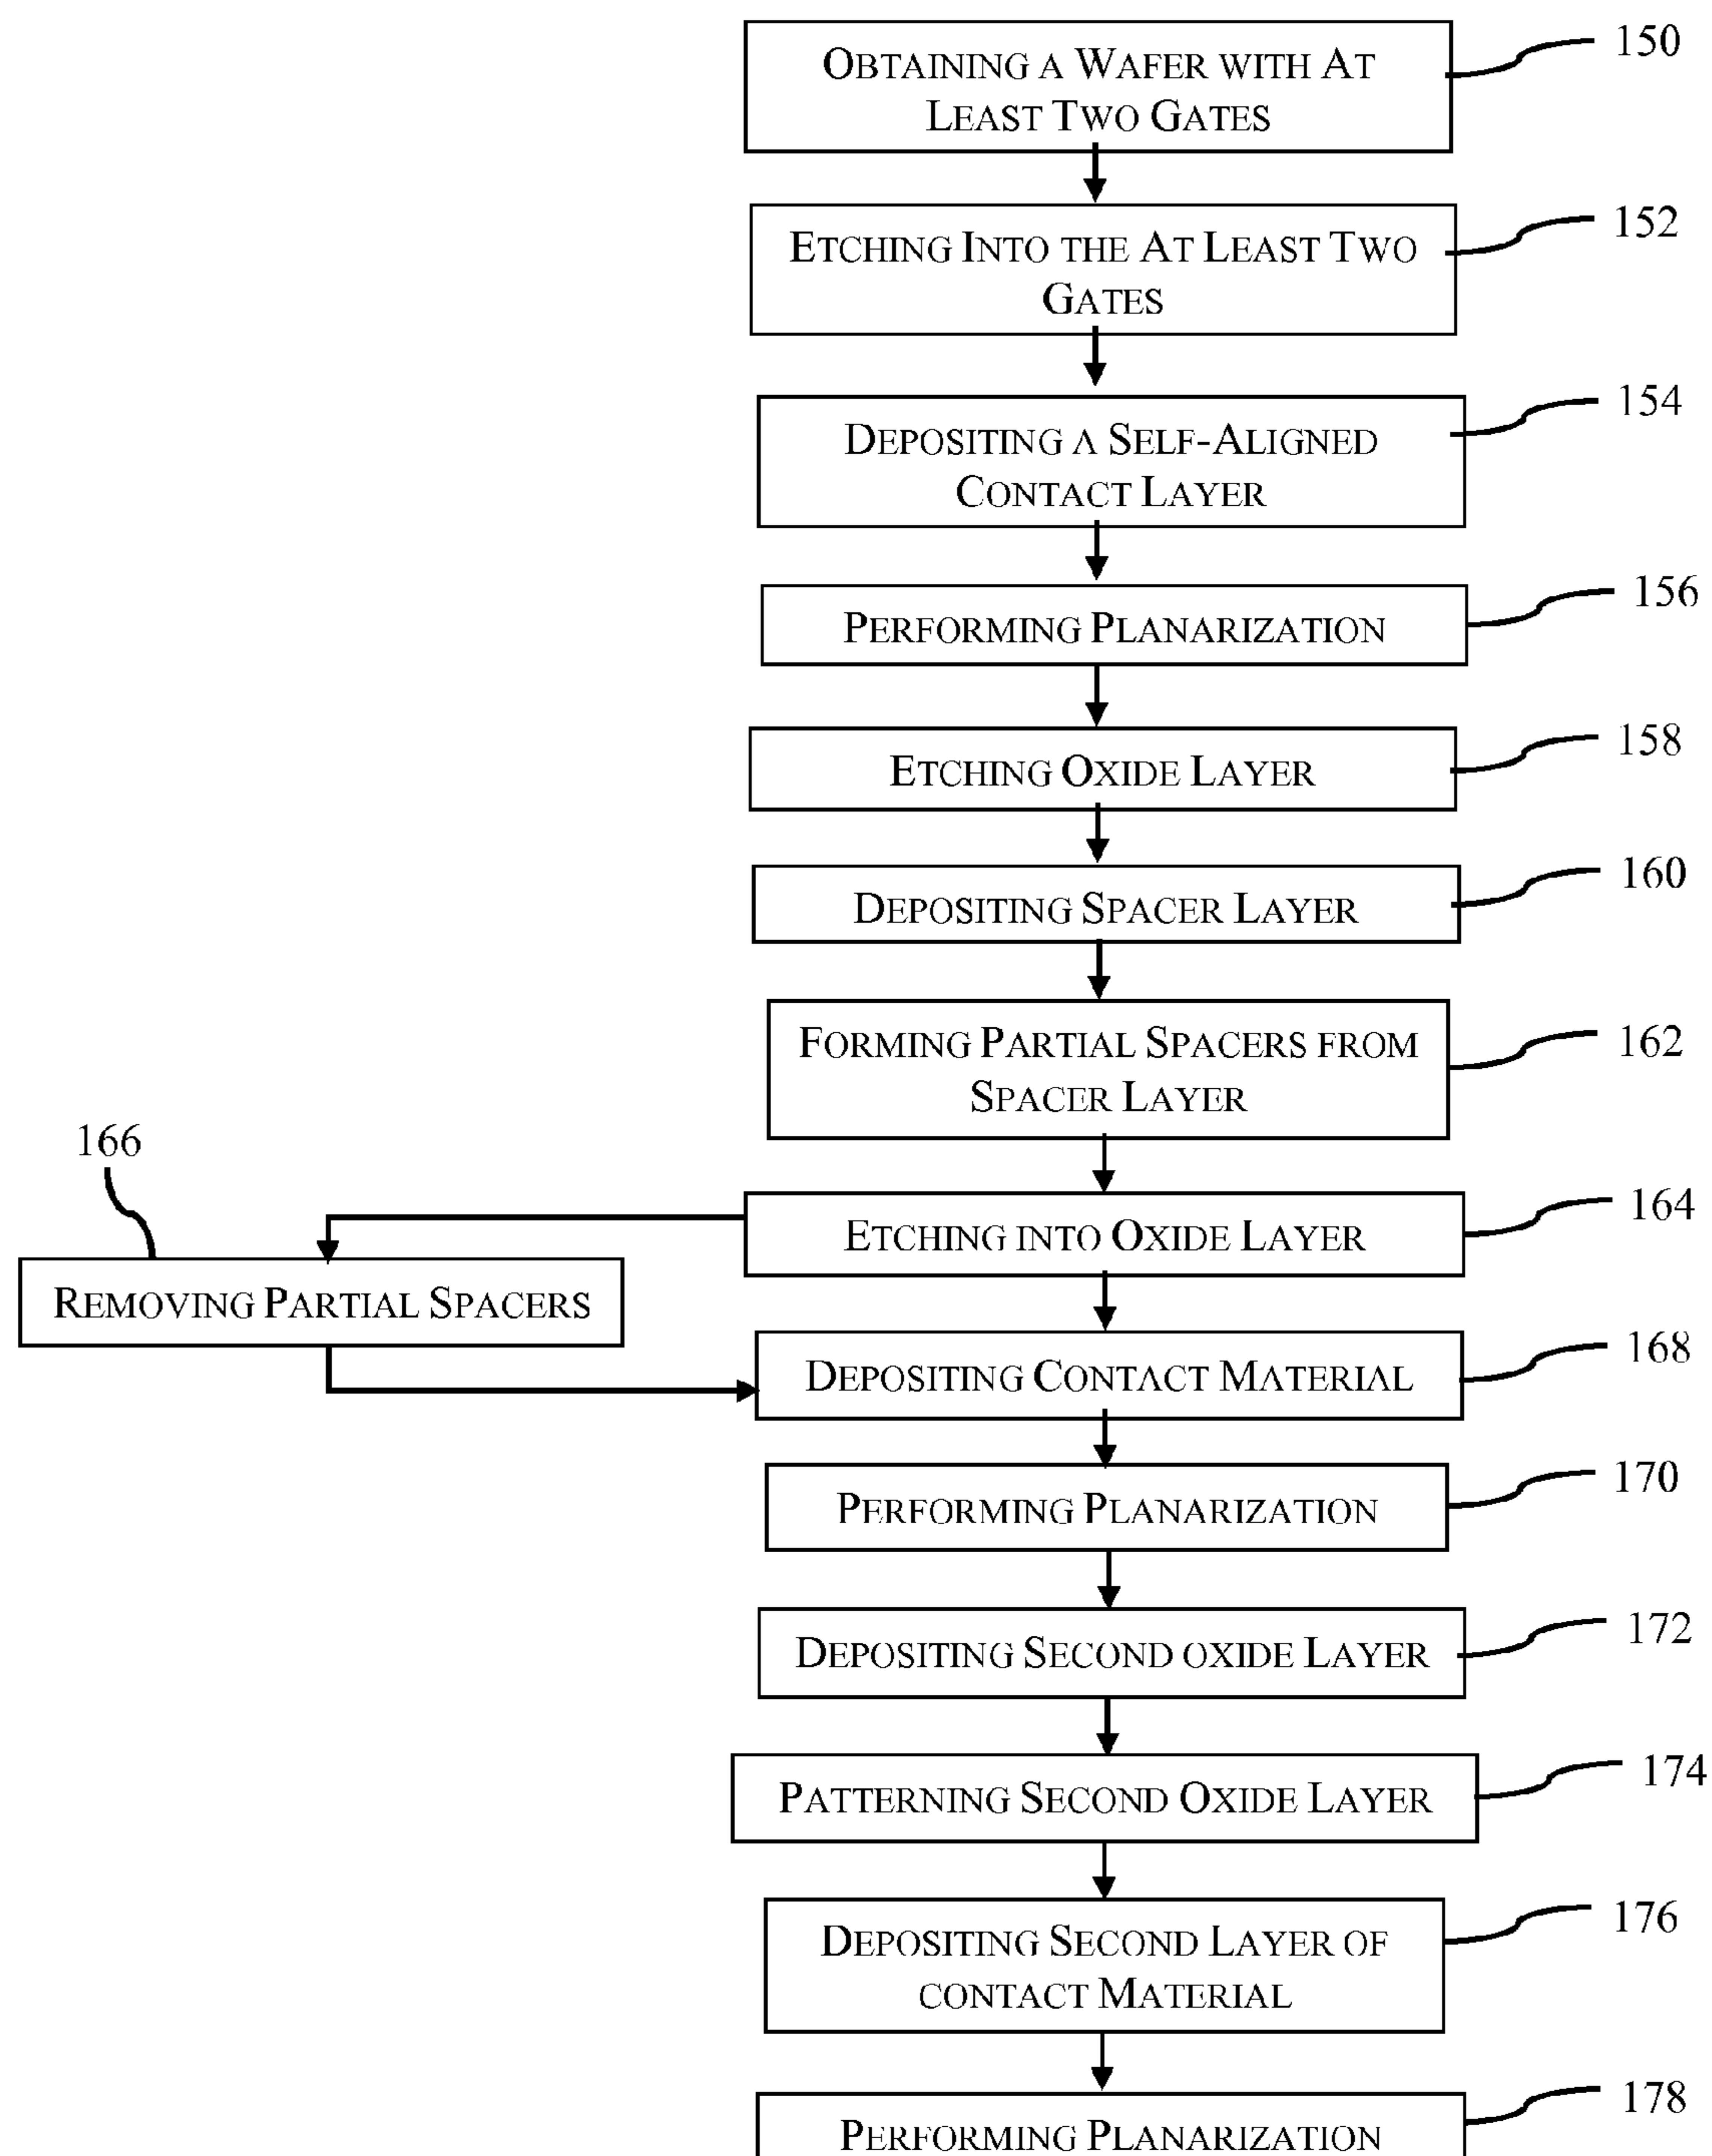 OBTAINING A WAFER WITH AT
LEAST TWO GATES
150
ETCHING INTO THE AT LEAST TWO
GATES
152
DEPOSITING A SELF-ALIGNED
CONTACT LAYER
154
PERFORMING PLANARIZATION
156
ETCHING OXIDE LAYER
158
DEPOSITING SPACER LAYER
160
FORMING PARTIAL SPACERS FROM
SPACER LAYER
162
ETCHING INTO OXIDE LAYER
164
166
REMOVING PARTIAL SPACERS
DEPOSITING CONTACT MATERIAL
168
PERFORMING PLANARIZATION
170
DEPOSITING SECOND OXIDE LAYER
172
PATTERNING SECOND OXIDE LAYER
174
DEPOSITING SECOND LAYER OF
CONTACT MATERIAL
176
PERFORMING PLANARIZATION
178